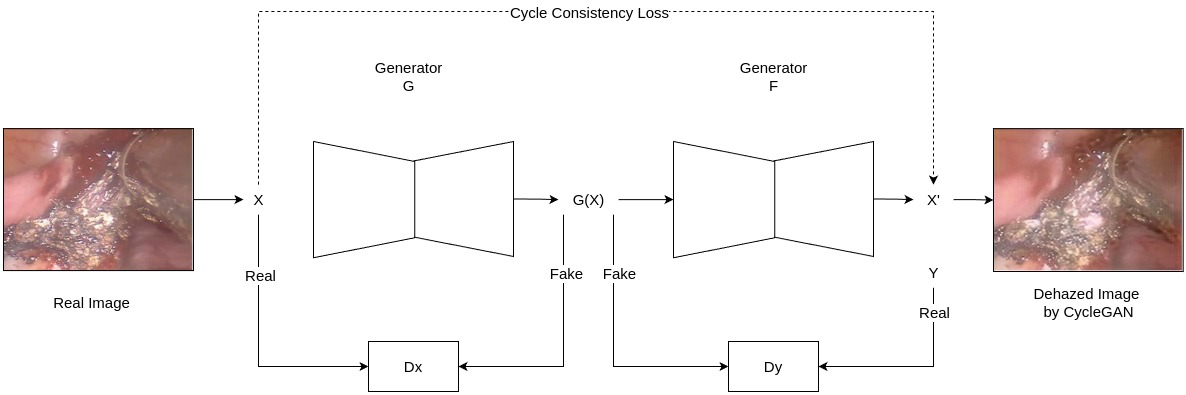 Cycle Consistency Loss
Generator
G
Generator
F
X
G(X)
X'
Real
Fake
Fake
Y
Real
Real Image
Dehazed Image
by CycleGAN
Dx
Dy